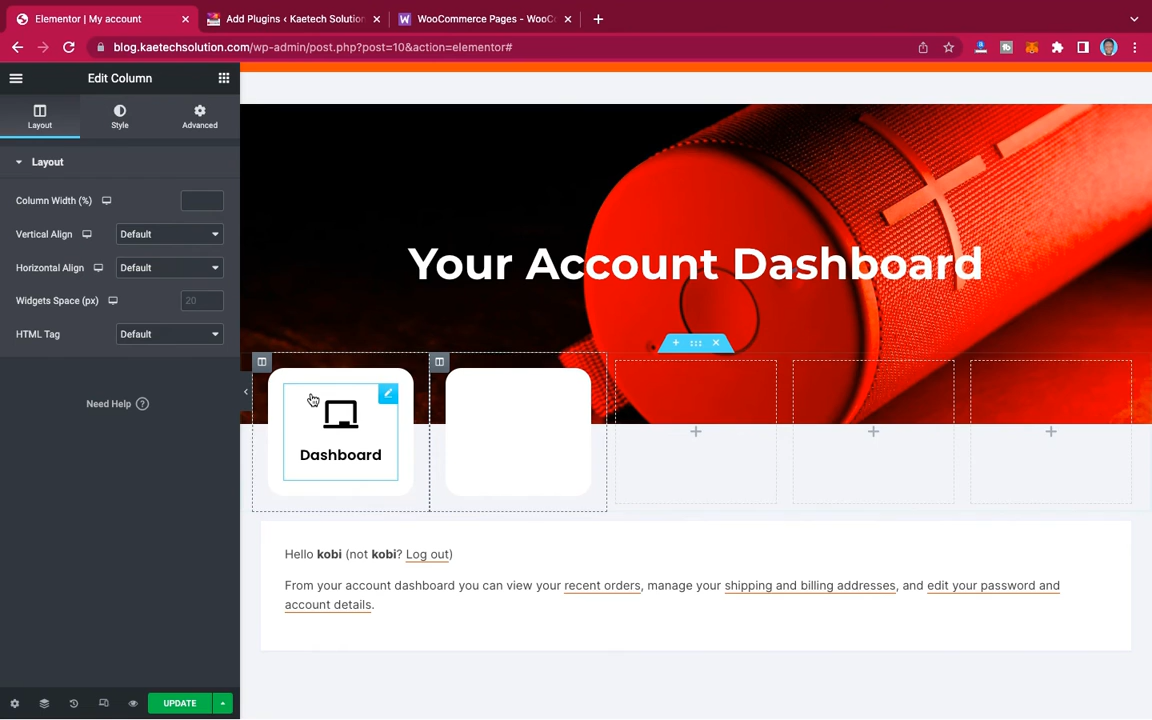 Elementor | My account
Add Plugins ‹ Kaetech Solution
WooCommerce Pages - WooCo
blog.kaetechsolution.com/wp-admin/post.php?post=10&action=elementor#
Edit Column
Layout
Style
Advanced
Layout
Column Width (%)
Vertical Align
Default
Horizontal Align
Default
Widgets Space (px)
20
HTML Tag
Default
Need Help ?
UPDATE
Your Account Dashboard
Dashboard
Hello kobi (not kobi? Log out)
From your account dashboard you can view your recent orders, manage your shipping and billing addresses, and edit your password and
account details.